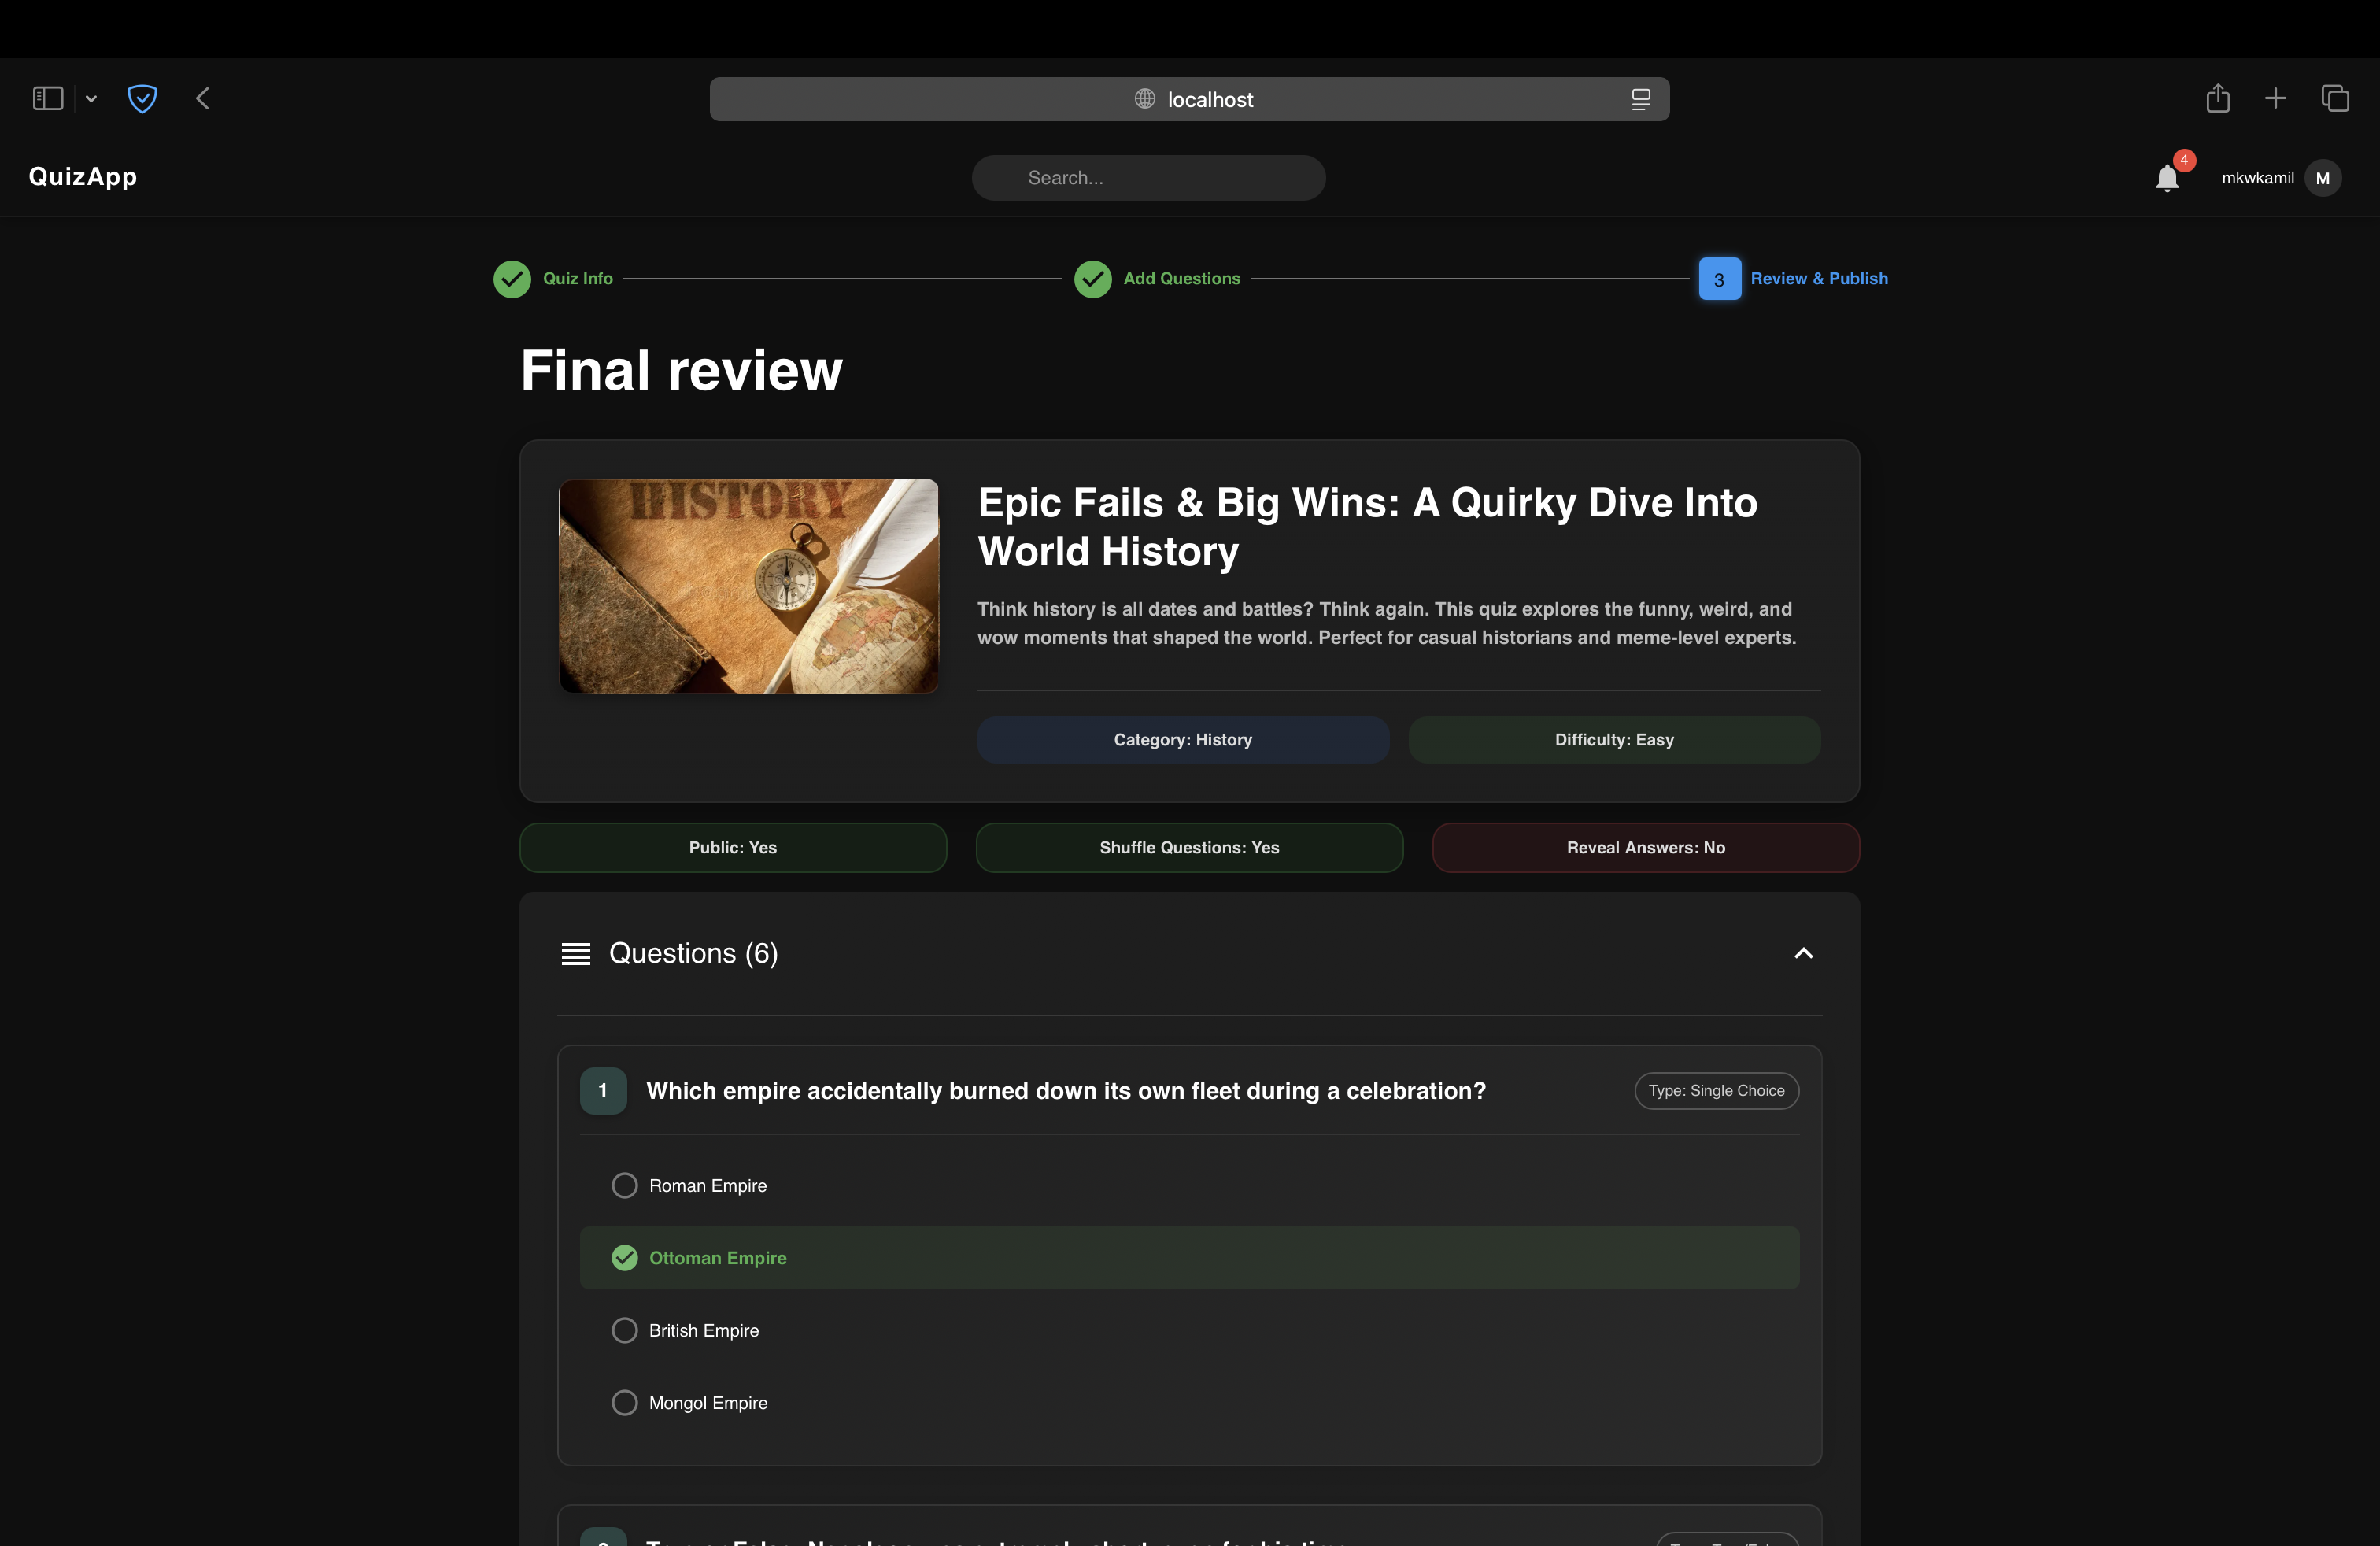 localhost
QuizApp
Search...
4
mkwkamil
M
Quiz Info
Add Questions
3
Review & Publish
Final review
HISTORY
Epic Fails & Big Wins: A Quirky Dive Into
World History
Think history is all dates and battles? Think again. This quiz explores the funny, weird, and
wow moments that shaped the world. Perfect for casual historians and meme-level experts.
Category: History
Difficulty: Easy
Public: Yes
Shuffle Questions: Yes
Reveal Answers: No
Questions (6)
1
Which empire accidentally burned down its own fleet during a celebration?
Type: Single Choice
Roman Empire
Ottoman Empire
British Empire
Mongol Empire